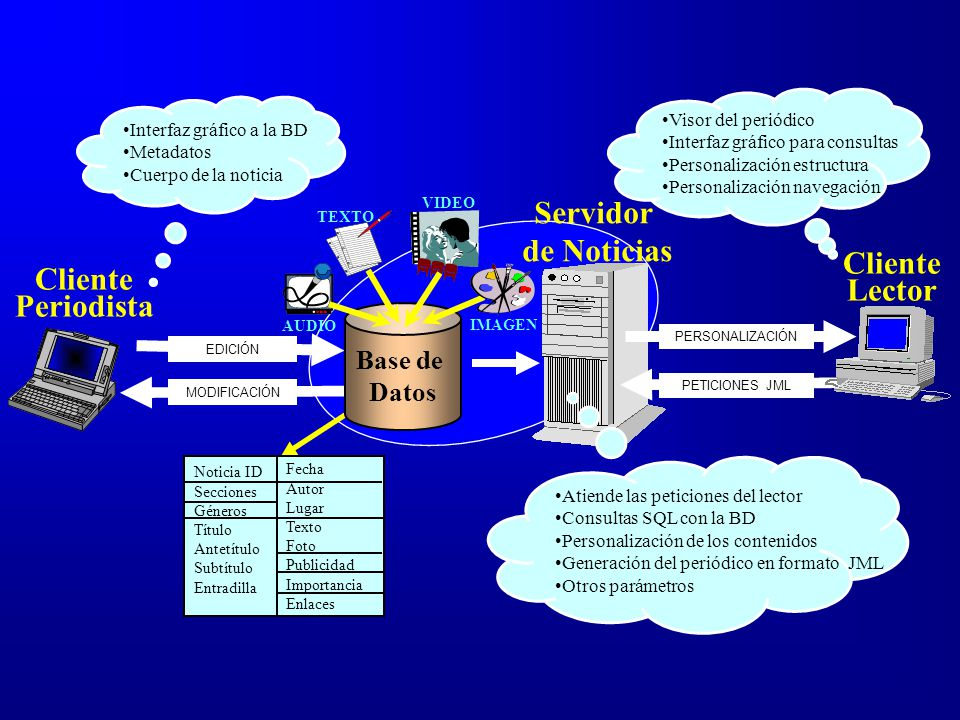 •Interfaz gráfico a la BD
•Metadatos
•Cuerpo de la noticia
•Visor del periódico
•Interfaz gráfico para consultas
•Personalización estructura
•Personalización navegación
Servidor
de Noticias
VIDEO
TEXTO
AUDIO
IMAGEN
Cliente
Periodista
Cliente
Lector
EDICIÓN
MODIFICACIÓN
Base de
Datos
PERSONALIZACIÓN
PETICIONES JML
Noticia ID
Secciones
Géneros
Título
Antetítulo
Subtítulo
Entradilla
Fecha
Autor
Lugar
Texto
Foto
Publicidad
Importancia
Enlaces
•Atiende las peticiones del lector
•Consultas SQL con la BD
•Personalización de los contenidos
•Generación del periódico en formato JML
•Otros parámetros